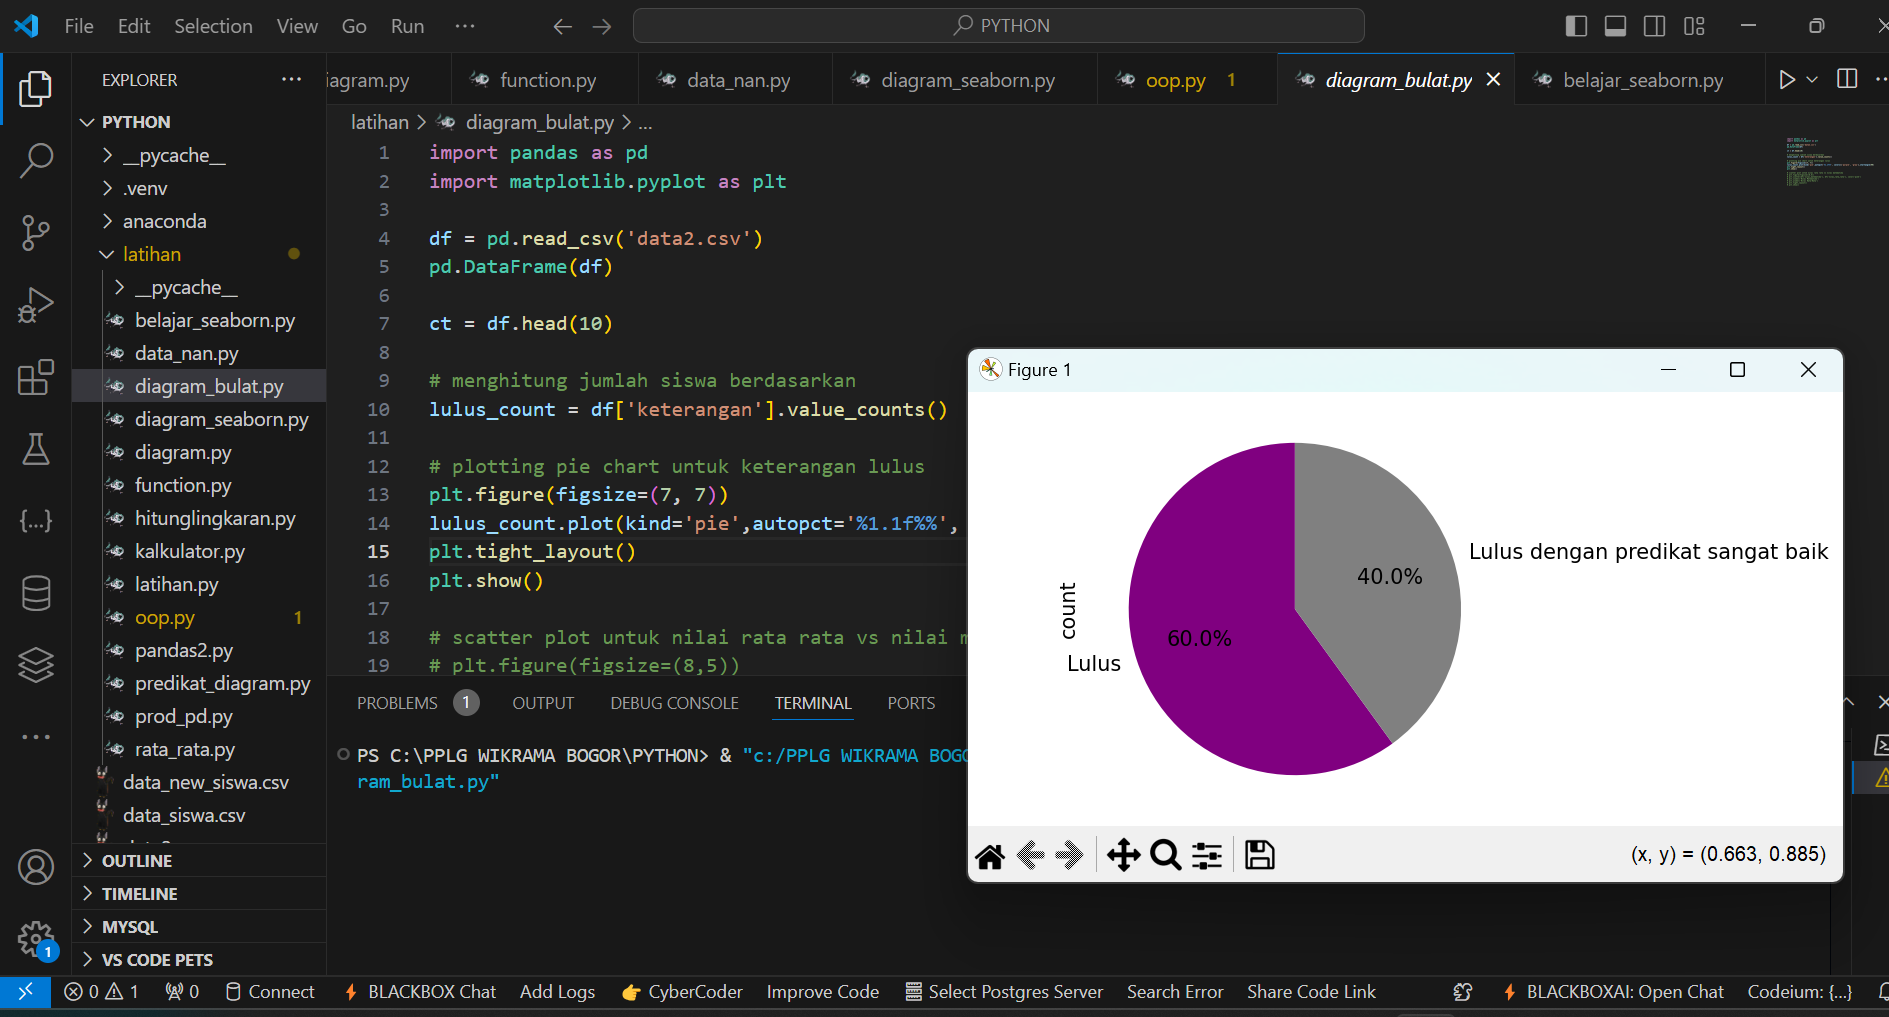 File Edit Selection View Go Run ...
PYTHON
EXPLORER
iagram.py
function.py
data_nan.py
diagram_seaborn.py
oop.py 1
diagram_bulat.py
belajar_seaborn.py
latihan > diagram_bulat.py > ...
PYTHON
__pycache__
.venv
anaconda
latihan
__pycache__
belajar_seaborn.py
data_nan.py
diagram_bulat.py
diagram_seaborn.py
diagram.py
function.py
hitunglingkaran.py
kalkulator.py
latihan.py
oop.py 1
pandas2.py
predikat_diagram.py
prod_pd.py
rata_rata.py
data_new_siswa.csv
data_siswa.csv
OUTLINE
TIMELINE
MYSQL
VS CODE PETS
1 import pandas as pd
2 import matplotlib.pyplot as plt
3
4 df = pd.read_csv('data2.csv')
5 pd.DataFrame(df)
6
7 ct = df.head(10)
8
9 # menghitung jumlah siswa berdasarkan
10 lulus_count = df['keterangan'].value_counts()
11
12 # plotting pie chart untuk keterangan lulus
13 plt.figure(figsize=(7, 7))
14 lulus_count.plot(kind='pie',autopct='%1.1f%%',
15 plt.tight_layout()
16 plt.show()
17
18 # scatter plot untuk nilai rata rata vs nilai m
19 # plt.figure(figsize=(8,5))
PROBLEMS 1 OUTPUT DEBUG CONSOLE TERMINAL PORTS
PS C:\PPLG WIKRAMA BOGOR\PYTHON> & "c:/PPLG WIKRAMA BOGO
ram_bulat.py"
Figure 1
Lulus dengan predikat sangat baik
40.0%
count
60.0%
Lulus
(x, y) = (0.663, 0.885)
1
0 1 0 Connect BLACKBOX Chat Add Logs CyberCoder Improve Code Select Postgres Server Search Error Share Code Link BLACKBOXAI: Open Chat Codeium: {...}